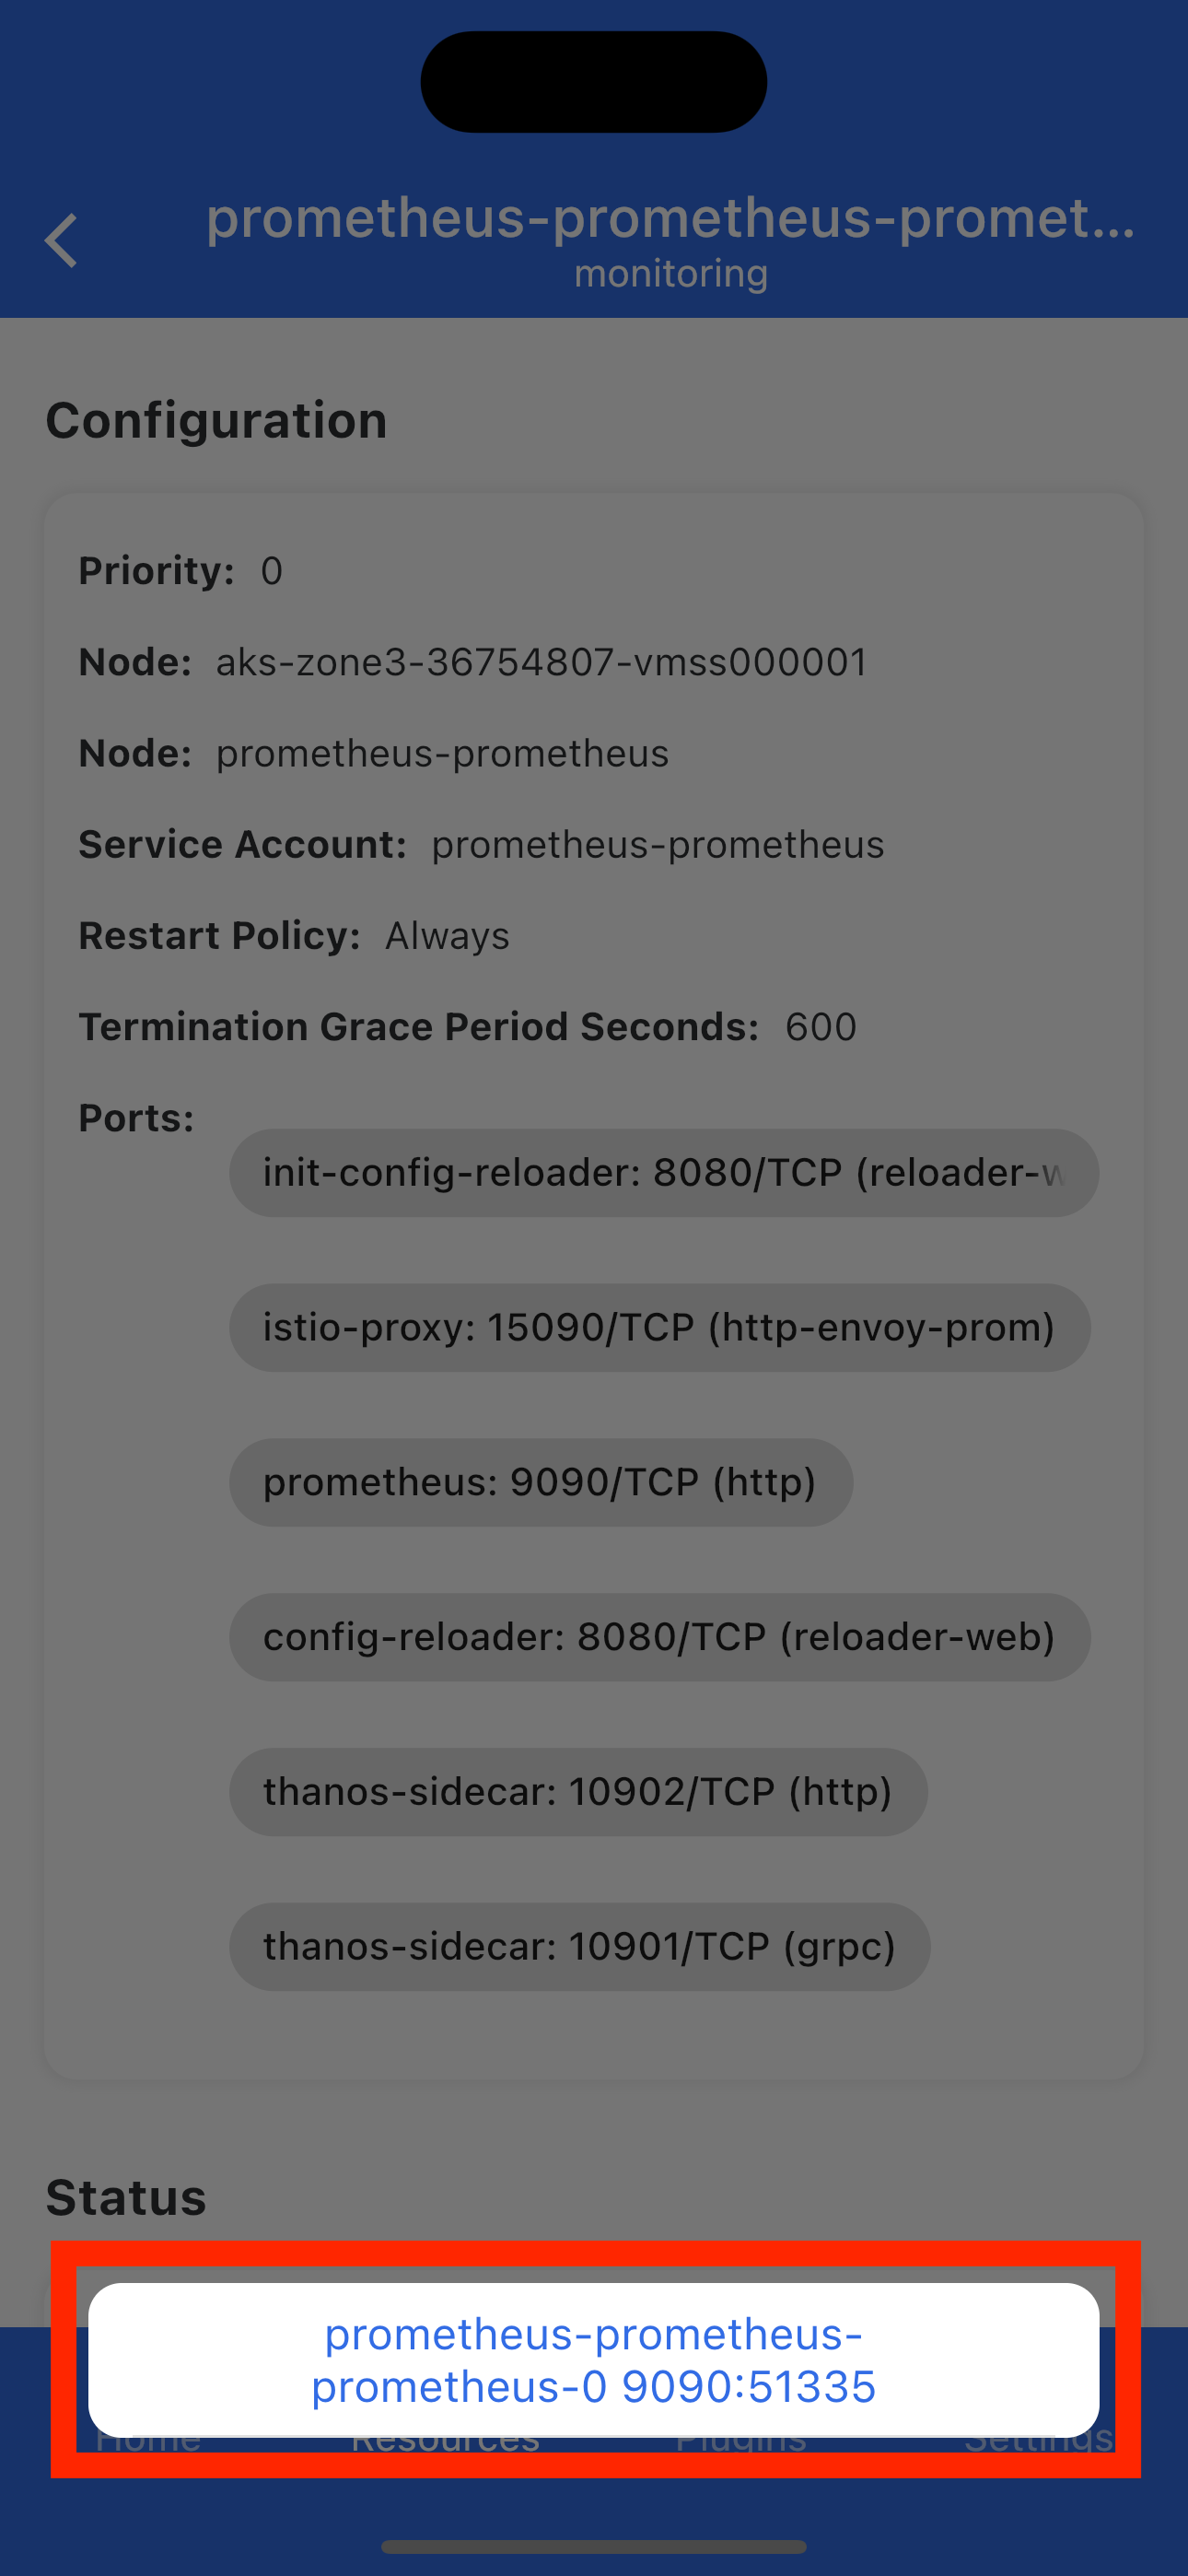 prometheus-prometheus-promet...
monitoring
Configuration
Priority: 0
Node: aks-zone3-36754807-vmss000001
Node: prometheus-prometheus
Service Account: prometheus-prometheus
Restart Policy: Always
Termination Grace Period Seconds: 600
Ports:
init-config-reloader: 8080/TCP (reloader-w
istio-proxy: 15090/TCP (http-envoy-prom)
prometheus: 9090/TCP (http)
config-reloader: 8080/TCP (reloader-web)
thanos-sidecar: 10902/TCP (http)
thanos-sidecar: 10901/TCP (grpc)
Status
prometheus-prometheus-
prometheus-0 9090:51335
Home Resources Plugins Settings